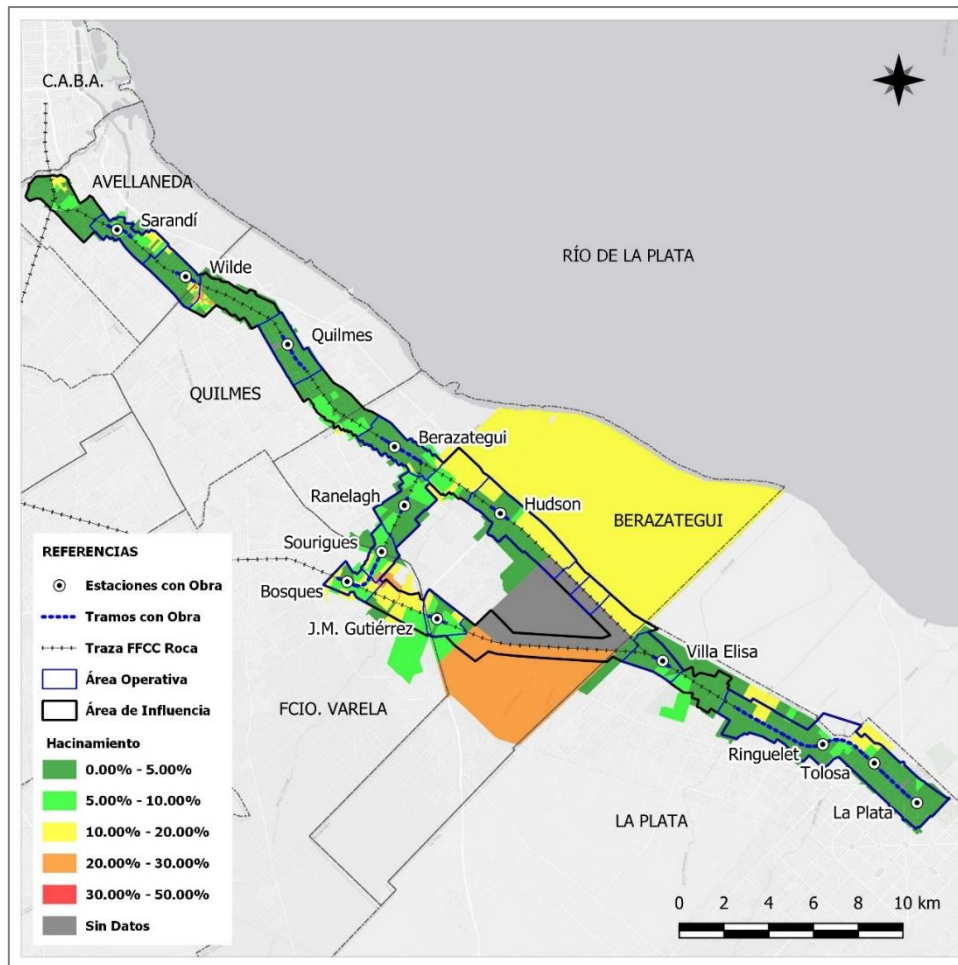 C.A.B.A.
AVELLANEDA
Sarandí
Wilde
RÍO DE LA PLATA
Quilmes
QUILMES
Berazategui
Ranelagh
Hudson
BERAZATEGUI
Sourigues
Bosques
J.M. Gutiérrez
Villa Elisa
FCIO. VARELA
Ringuelet
Tolosa
La Plata
LA PLATA
REFERENCIAS
Estaciones con Obra
Tramos con Obra
Traza FFCC Roca
Área Operativa
Área de Influencia
Hacinamiento
0.00% - 5.00%
5.00% - 10.00%
10.00% - 20.00%
20.00% - 30.00%
30.00% - 50.00%
Sin Datos
0 2 4 6 8 10 km